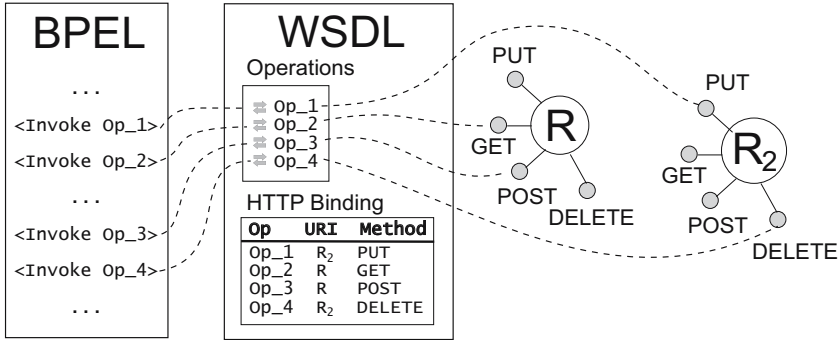 BPEL
...
<Invoke Op_1>
<Invoke Op_2>
...
<Invoke Op_3>
<Invoke Op_4>
...
WSDL
Operations
Op_1
Op_2
Op_3
Op_4
HTTP Binding
Op URI Method
Op_1 R₂ PUT
Op_2 R GET
Op_3 R POST
Op_4 R₂ DELETE
PUT
R
GET
POST
DELETE
PUT
R₂
GET
POST
DELETE